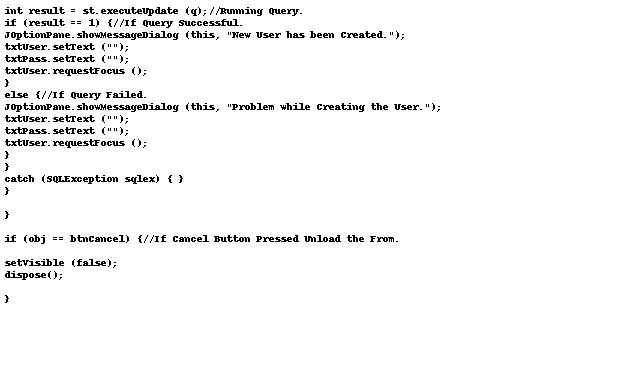 int result = st.executeUpdate (q);//Running Query.
if (result == 1) {//If Query Successful.
JOptionPane.showMessageDialog (this, "New User has been Created.");
txtUser.setText ("");
txtPass.setText ("");
txtUser.requestFocus ();
}
else {//If Query Failed.
JOptionPane.showMessageDialog (this, "Problem while Creating the User.");
txtUser.setText ("");
txtPass.setText ("");
txtUser.requestFocus ();
}
}
catch (SQLException sqlex) { }
}
}
if (obj == btnCancel) {//If Cancel Button Pressed Unload the From.
setVisible (false);
dispose();
}